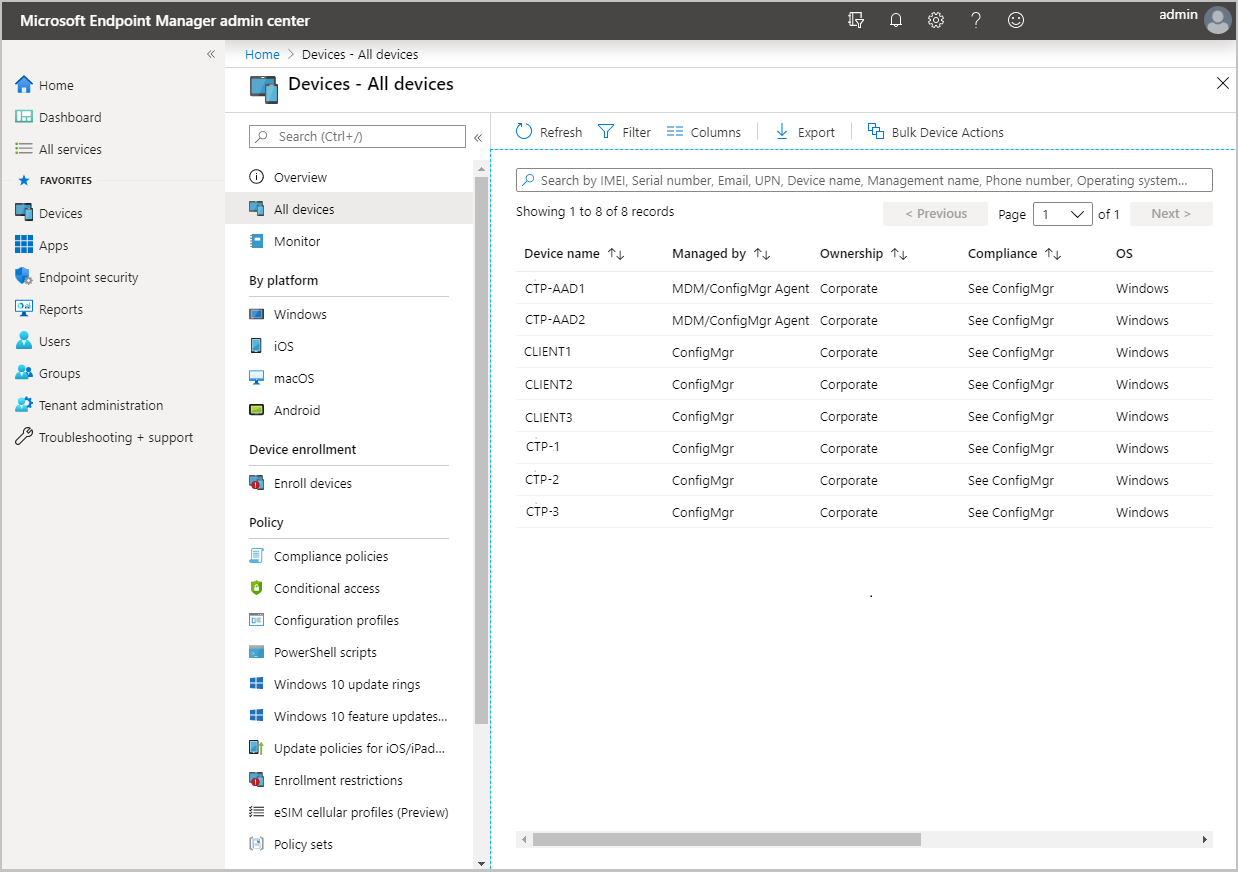 Microsoft Endpoint Manager admin center
admin
Home
Dashboard
All services
FAVORITES
Devices
Apps
Endpoint security
Reports
Users
Groups
Tenant administration
Troubleshooting + support
Home > Devices - All devices
Devices - All devices
Search (Ctrl+/)
Overview
All devices
Monitor
By platform
Windows
iOS
macOS
Android
Device enrollment
Enroll devices
Policy
Compliance policies
Conditional access
Configuration profiles
PowerShell scripts
Windows 10 update rings
Windows 10 feature updates...
Update policies for iOS/iPad...
Enrollment restrictions
eSIM cellular profiles (Preview)
Policy sets
Refresh Filter Columns Export Bulk Device Actions
Search by IMEI, Serial number, Email, UPN, Device name, Management name, Phone number, Operating system...
Showing 1 to 8 of 8 records
< Previous Page 1 of 1 Next >
Device name Managed by Ownership Compliance OS
CTP-AAD1 MDM/ConfigMgr Agent Corporate See ConfigMgr Windows
CTP-AAD2 MDM/ConfigMgr Agent Corporate See ConfigMgr Windows
CLIENT1 ConfigMgr Corporate See ConfigMgr Windows
CLIENT2 ConfigMgr Corporate See ConfigMgr Windows
CLIENT3 ConfigMgr Corporate See ConfigMgr Windows
CTP-1 ConfigMgr Corporate See ConfigMgr Windows
CTP-2 ConfigMgr Corporate See ConfigMgr Windows
CTP-3 ConfigMgr Corporate See ConfigMgr Windows